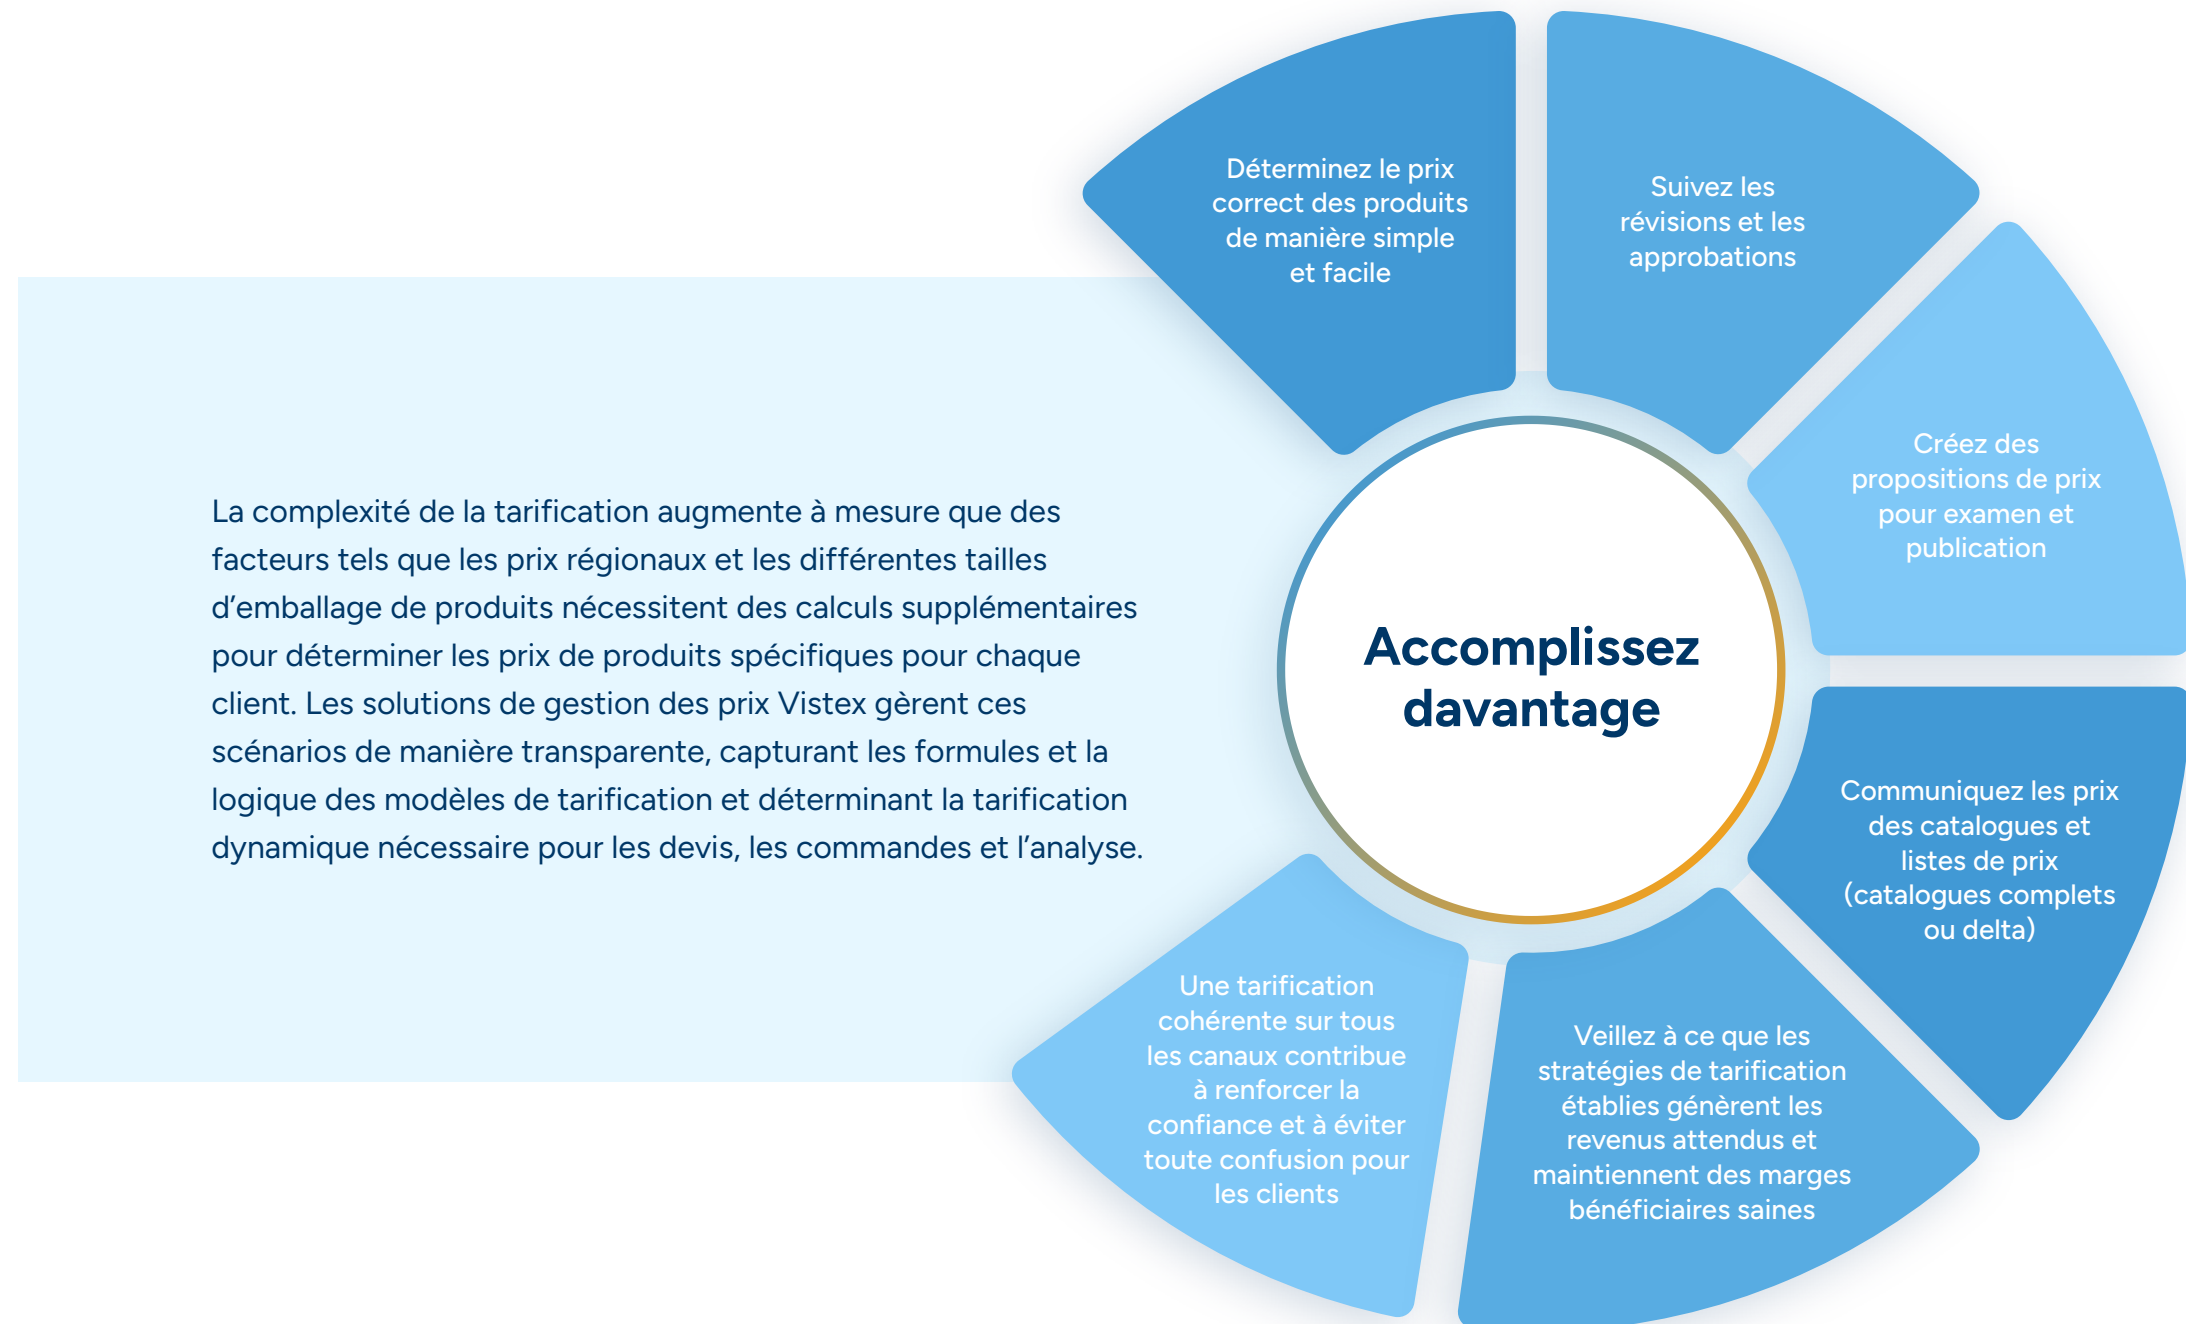 La complexité de la tarification augmente à mesure que des
facteurs tels que les prix régionaux et les différentes tailles
d’emballage de produits nécessitent des calculs supplémentaires
pour déterminer les prix de produits spécifiques pour chaque
client. Les solutions de gestion des prix Vistex gèrent ces
scénarios de manière transparente, capturant les formules et la
logique des modèles de tarification et déterminant la tarification
dynamique nécessaire pour les devis, les commandes et l’analyse.
Accomplissez
davantage
Déterminez le prix
correct des produits
de manière simple
et facile
Suivez les
révisions et les
approbations
Créez des
propositions de prix
pour examen et
publication
Communiquez les prix
des catalogues et
listes de prix
(catalogues complets
ou delta)
Veillez à ce que les
stratégies de tarification
établies génèrent les
revenus attendus et
maintiennent des marges
bénéficiaires saines
Une tarification
cohérente sur tous
les canaux contribue
à renforcer la
confiance et à éviter
toute confusion pour
les clients